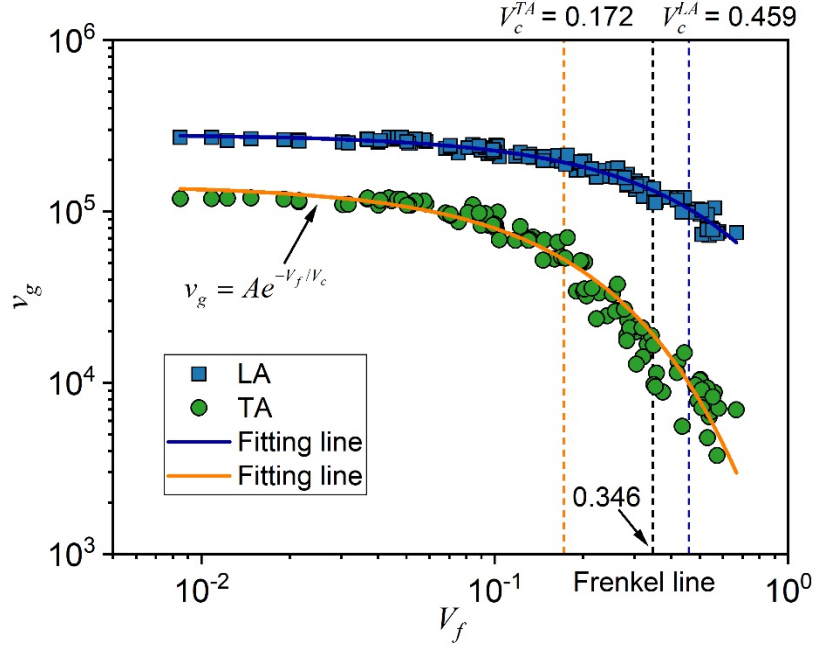 V_c^{TA} = 0.172 V_c^{LA} = 0.459
10^6
10^5
10^4
10^3
v_g
v_g = Ae^{-V_f/V_c}
LA
TA
Fitting line
Fitting line
0.346
Frenkel line
10^{-2} 10^{-1} 10^0
V_f